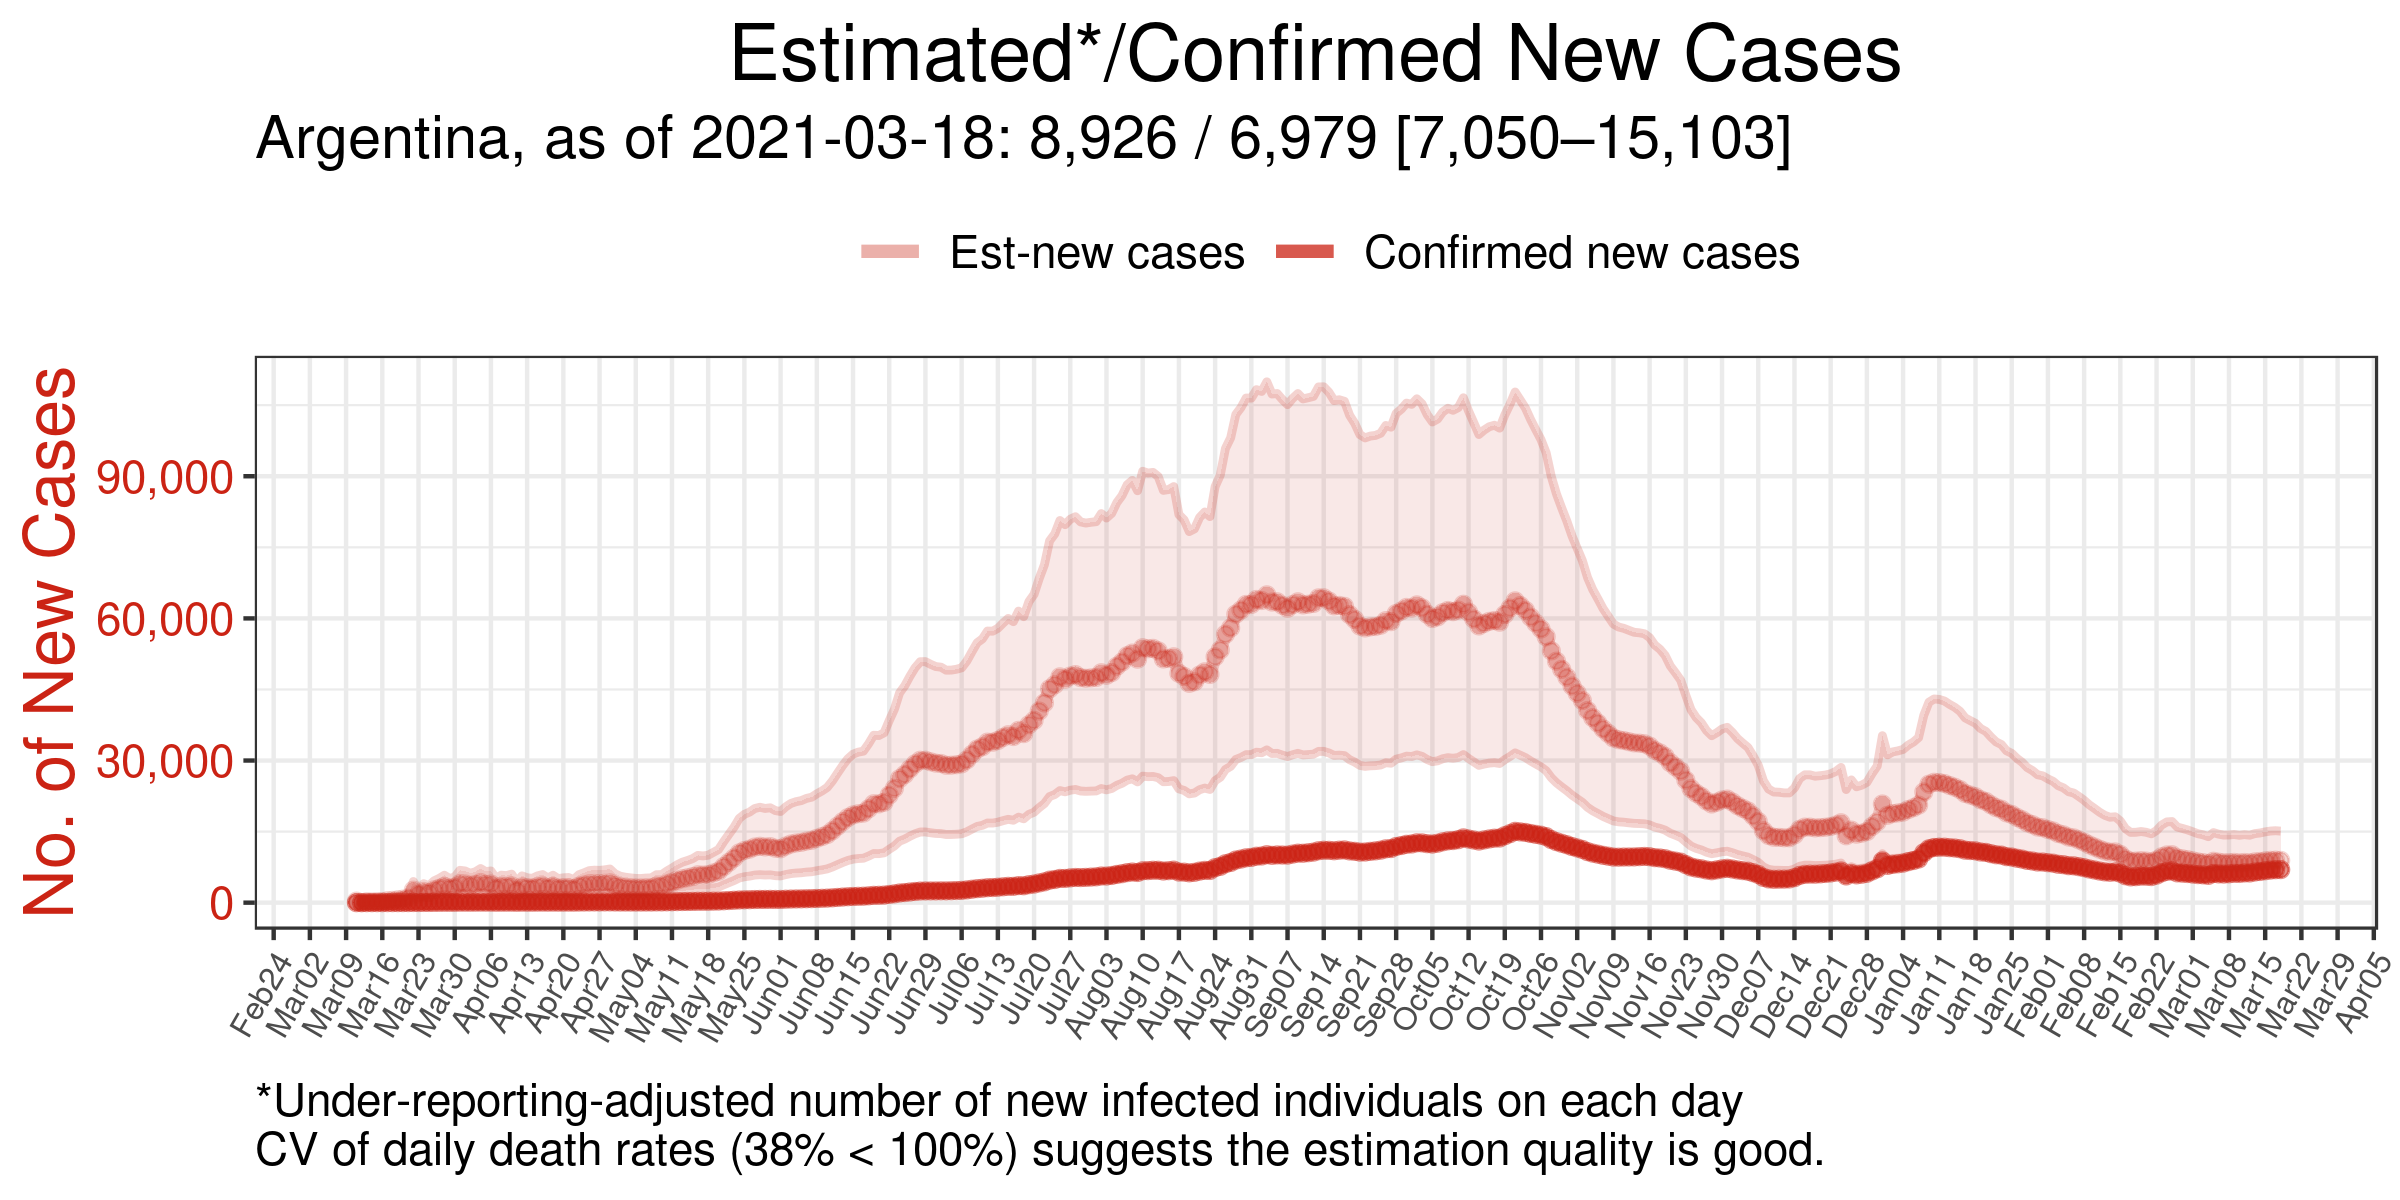 Estimated*/Confirmed New Cases
Argentina, as of 2021-03-18: 8,926 / 6,979 [7,050–15,103]
Est-new cases
Confirmed new cases
No. of New Cases
90,000
60,000
30,000
0
Feb24
Mar02
Mar09
Mar16
Mar23
Mar30
Apr06
Apr13
Apr20
Apr27
May04
May11
May18
May25
Jun01
Jun08
Jun15
Jun22
Jun29
Jul06
Jul13
Jul20
Jul27
Aug03
Aug10
Aug17
Aug24
Aug31
Sep07
Sep14
Sep21
Sep28
Oct05
Oct12
Oct19
Oct26
Nov02
Nov09
Nov16
Nov23
Nov30
Dec07
Dec14
Dec21
Dec28
Jan04
Jan11
Jan18
Jan25
Feb01
Feb08
Feb15
Feb22
Mar01
Mar08
Mar15
Mar22
Mar29
Apr05
*Under-reporting-adjusted number of new infected individuals on each day
CV of daily death rates (38% < 100%) suggests the estimation quality is good.